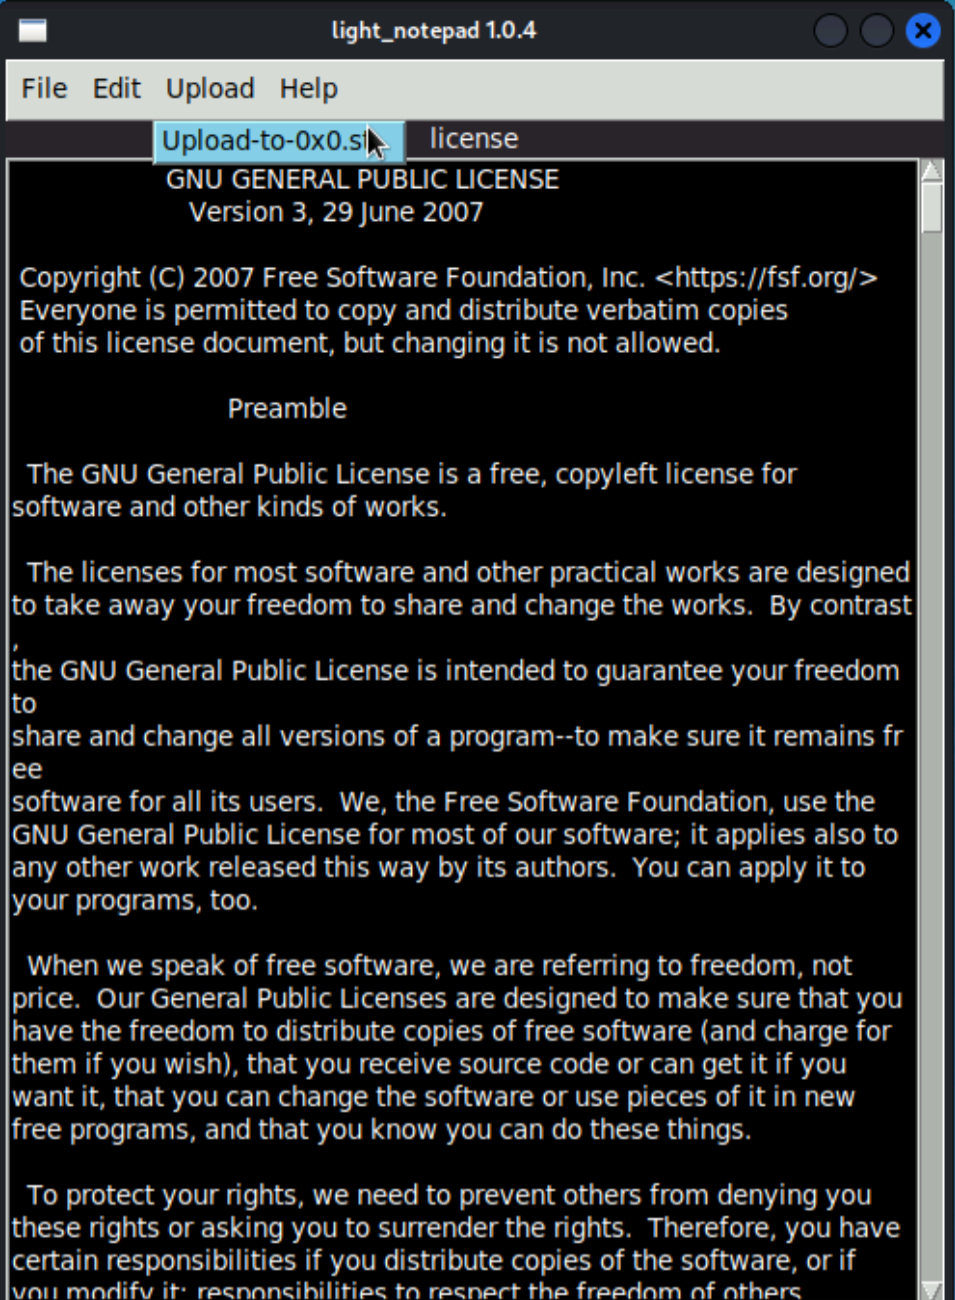 light_notepad 1.0.4
File Edit Upload Help
license
GNU GENERAL PUBLIC LICENSE
Version 3, 29 June 2007
Copyright (C) 2007 Free Software Foundation, Inc. <https://fsf.org/>
Everyone is permitted to copy and distribute verbatim copies
of this license document, but changing it is not allowed.
Preamble
The GNU General Public License is a free, copyleft license for
software and other kinds of works.
The licenses for most software and other practical works are designed
to take away your freedom to share and change the works.  By contrast
,
the GNU General Public License is intended to guarantee your freedom
to
share and change all versions of a program--to make sure it remains fr
ee
software for all its users.  We, the Free Software Foundation, use the
GNU General Public License for most of our software; it applies also to
any other work released this way by its authors.  You can apply it to
your programs, too.
When we speak of free software, we are referring to freedom, not
price.  Our General Public Licenses are designed to make sure that you
have the freedom to distribute copies of free software (and charge for
them if you wish), that you receive source code or can get it if you
want it, that you can change the software or use pieces of it in new
free programs, and that you know you can do these things.
To protect your rights, we need to prevent others from denying you
these rights or asking you to surrender the rights.  Therefore, you have
certain responsibilities if you distribute copies of the software, or if
you modify it: responsibilities to respect the freedom of others